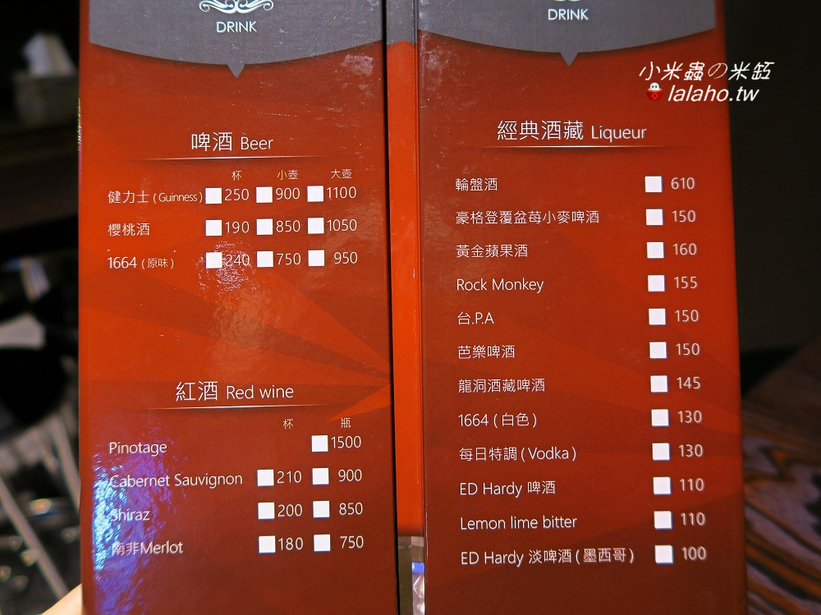 DRINK
啤酒 Beer
杯 小壺 大壺
健力士 ( Guinness ) 250 900 1100
櫻桃酒 190 850 1050
1664 ( 原味 ) 240 750 950
紅酒 Red wine
杯 瓶
Pinotage 1500
Cabernet Sauvignon 210 900
Shiraz 200 850
南非Merlot 180 750
DRINK
小米蟲の米缸
lalaho.tw
經典酒藏 Liqueur
輪盤酒 610
豪格登覆盆苺小麥啤酒 150
黃金蘋果酒 160
Rock Monkey 155
台.P.A 150
芭樂啤酒 150
龍洞酒藏啤酒 145
1664 ( 白色 ) 130
每日特調 ( Vodka ) 130
ED Hardy 啤酒 110
Lemon lime bitter 110
ED Hardy 淡啤酒 ( 墨西哥 ) 100